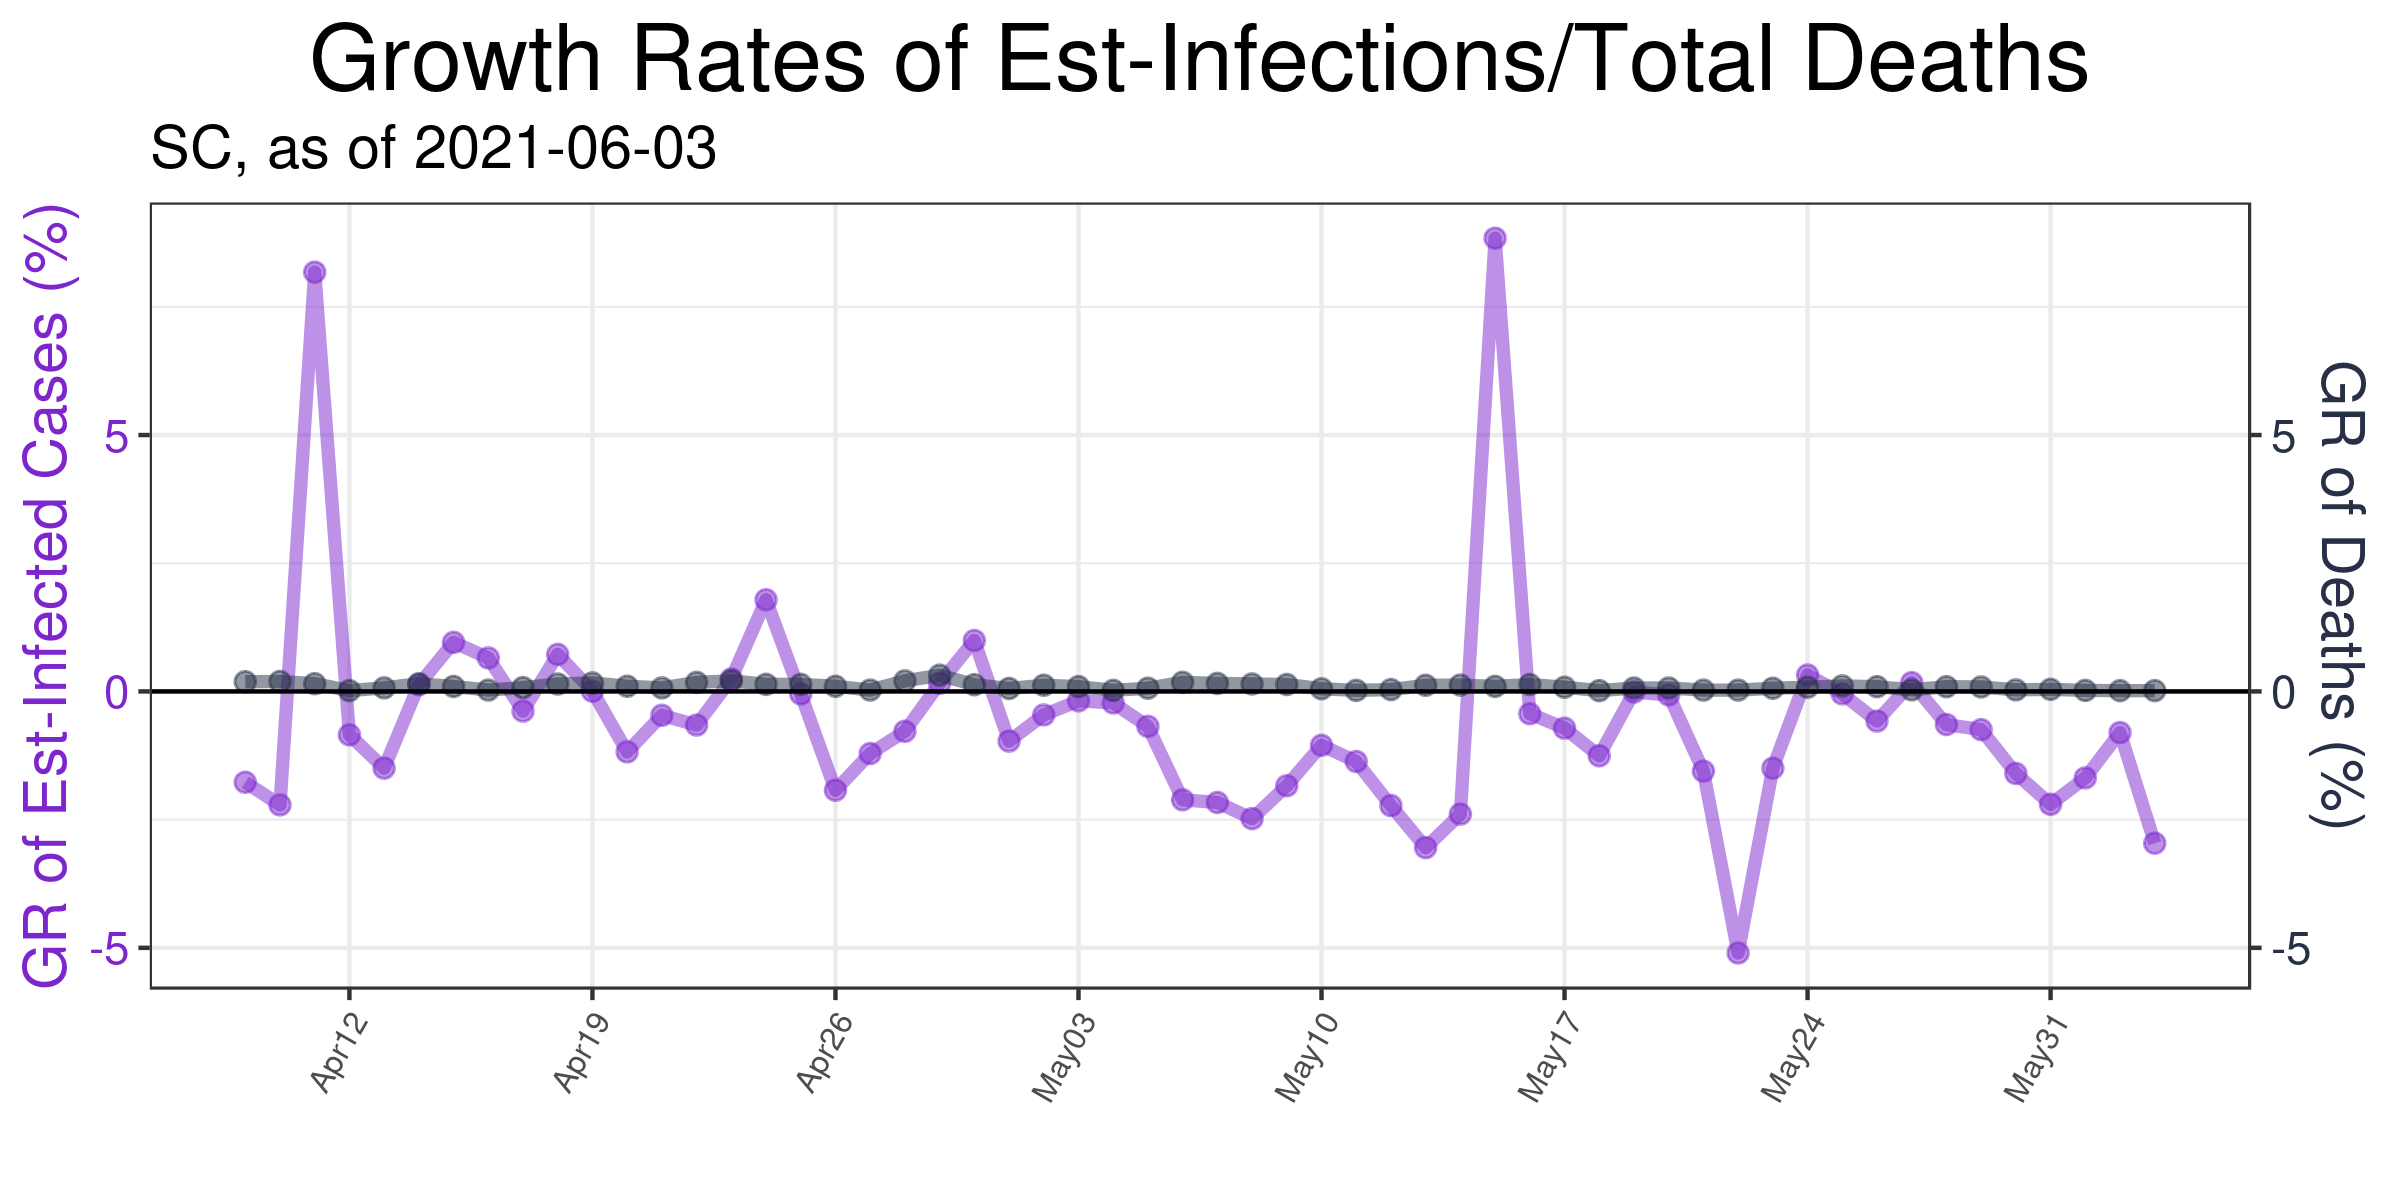 Growth Rates of Est-Infections/Total Deaths
SC, as of 2021-06-03
GR of Est-Infected Cases (%)
5
0
-5
5
0
-5
GR of Deaths (%)
Apr12
Apr19
Apr26
May03
May10
May17
May24
May31